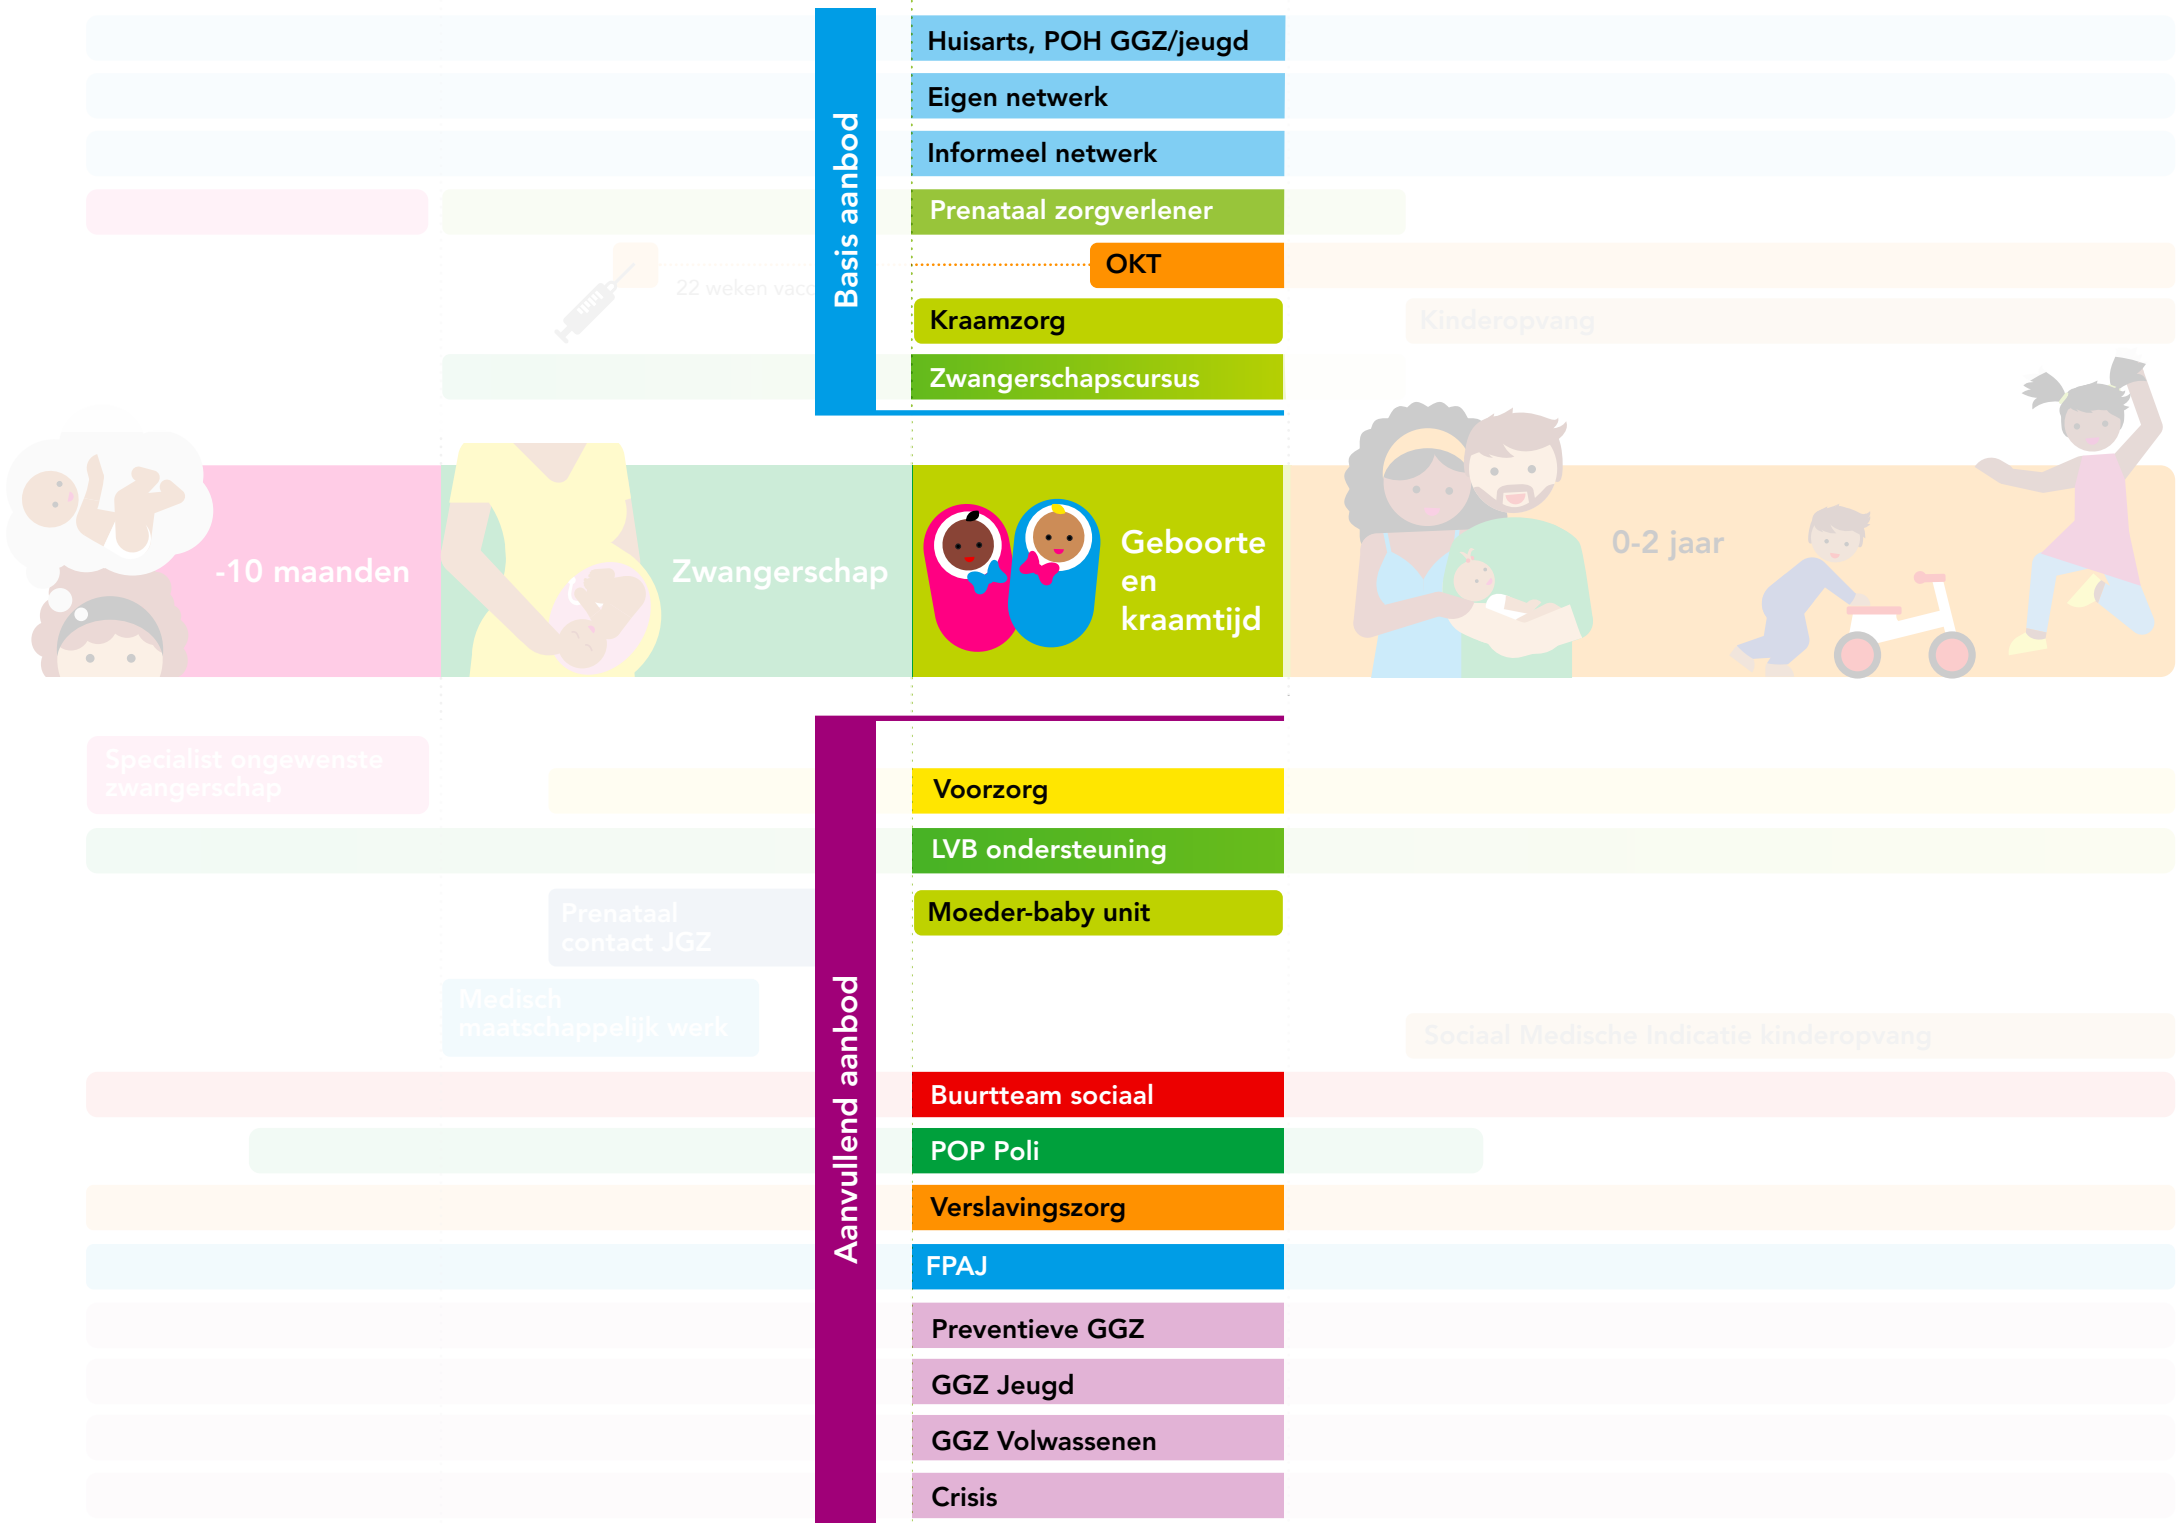 Basis aanbod
Huisarts, POH GGZ/jeugd
Eigen netwerk
Informeel netwerk
Prenataal zorgverlener
OKT
22 weken
Kraamzorg
Kinderopvang
Zwangerschapscursus
-10 maanden
Zwangerschap
Geboorte
en
kraamtijd
0-2 jaar
Aanvullend aanbod
Specialist ongewenste
zwangerschap
Voorzorg
LVB ondersteuning
Prenataal
contact JGZ
Moeder-baby unit
Medisch
maatschappelijk werk
Sociaal Medische Indicatie kinderopvang
Buurtteam sociaal
POP Poli
Verslavingszorg
FPAJ
Preventieve GGZ
GGZ Jeugd
GGZ Volwassenen
Crisis